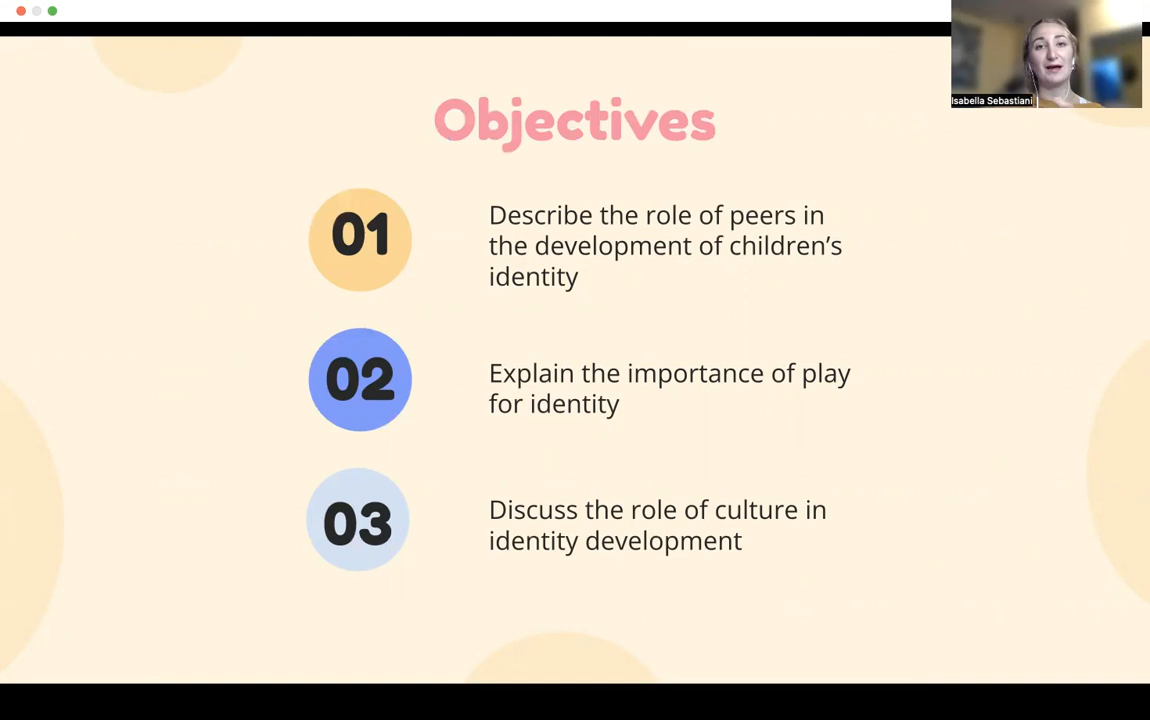 Isabella Sebastiani
Objectives
01
Describe the role of peers in
the development of children’s
identity
02
Explain the importance of play
for identity
03
Discuss the role of culture in
identity development